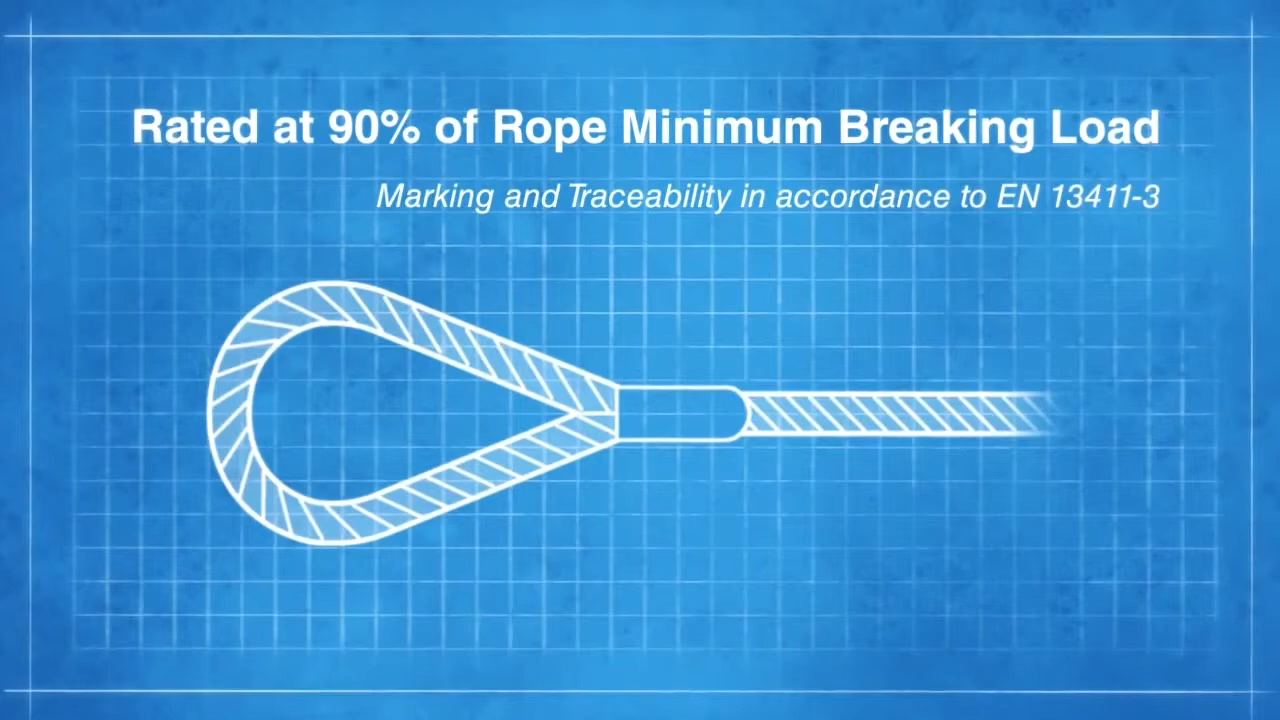 Rated at 90% of Rope Minimum Breaking Load
Marking and Traceability in accordance to EN 13411-3